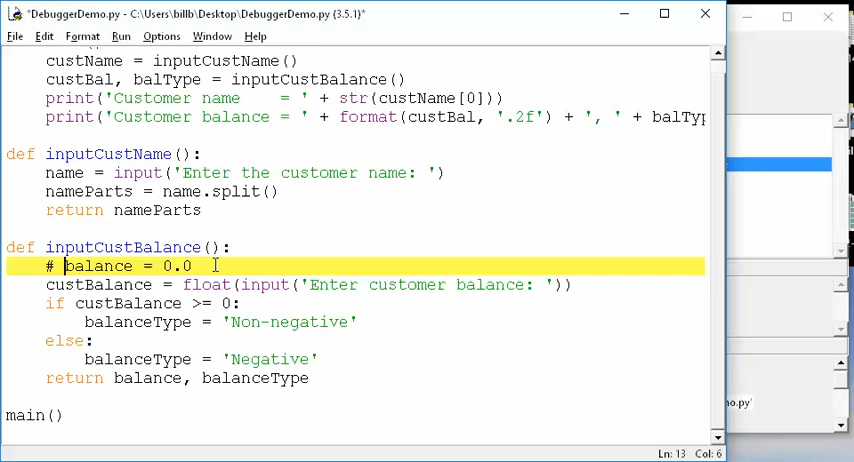 *DebuggerDemo.py - C:\Users\billb\Desktop\DebuggerDemo.py (3.5.1)*
File Edit Format Run Options Window Help
custName = inputCustName()
custBal, balType = inputCustBalance()
print('Customer name    = ' + str(custName[0]))
print('Customer balance = ' + format(custBal, '.2f') + ', ' + balTyp
def inputCustName():
    name = input('Enter the customer name: ')
    nameParts = name.split()
    return nameParts
def inputCustBalance():
    # balance = 0.0
    custBalance = float(input('Enter customer balance: '))
    if custBalance >= 0:
        balanceType = 'Non-negative'
    else:
        balanceType = 'Negative'
    return balance, balanceType
main()
mo.py'
Ln: 13 Col: 6